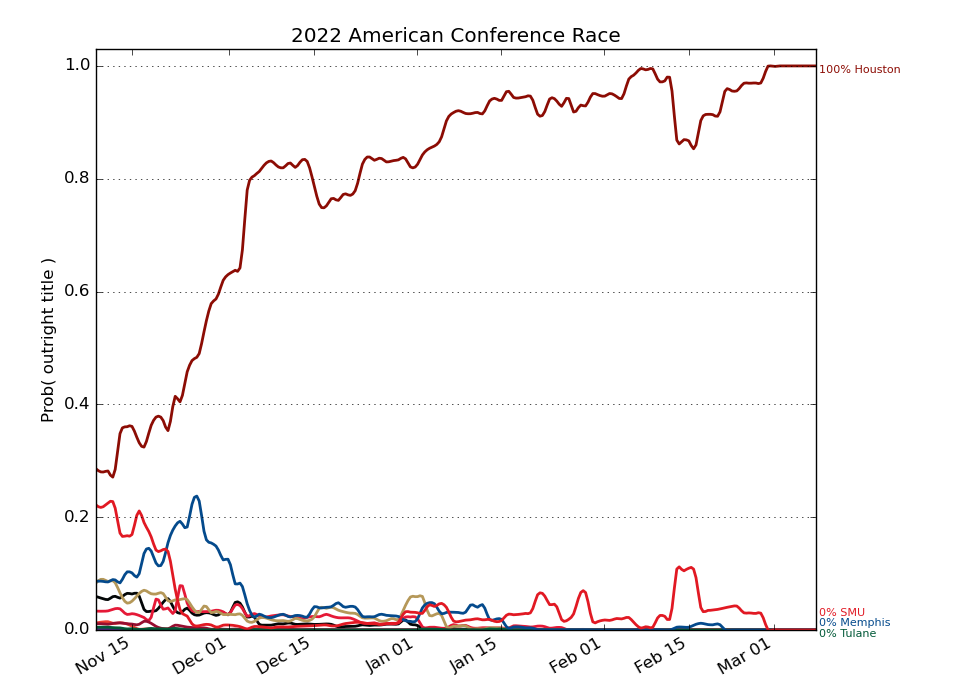 2022 American Conference Race
Prob( outright title )
1.0
0.8
0.6
0.4
0.2
0.0
Nov 15
Dec 01
Dec 15
Jan 01
Jan 15
Feb 01
Feb 15
Mar 01
100% Houston
0% SMU
0% Memphis
0% Tulane